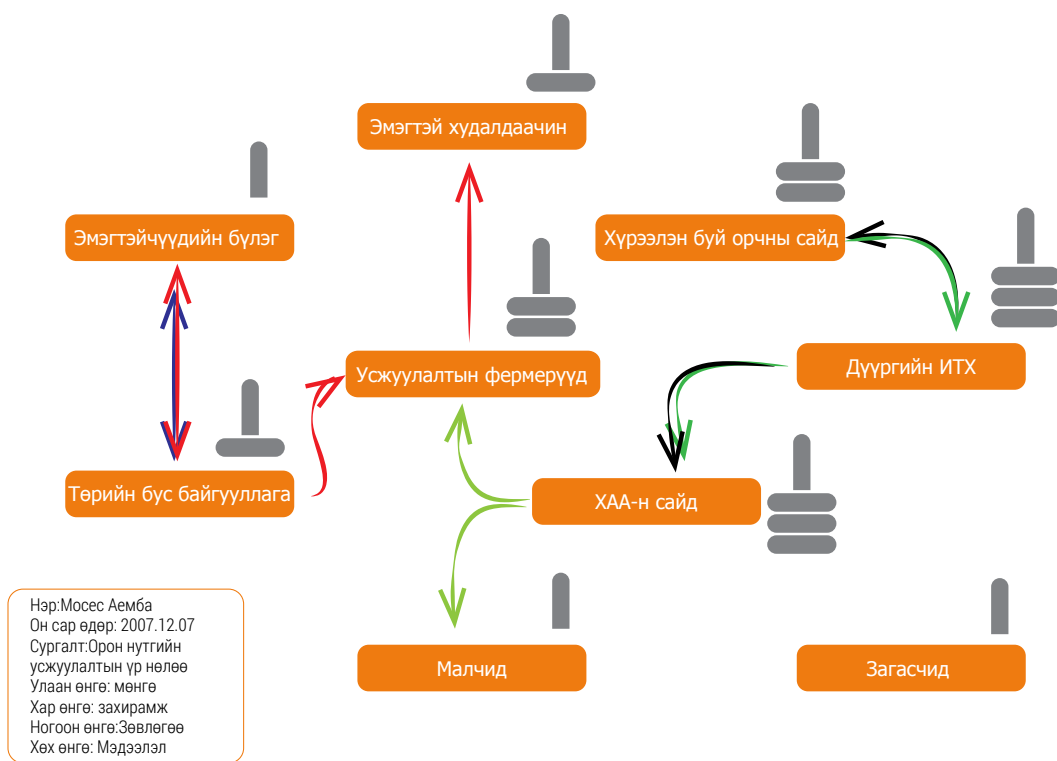 Эмэгтэй худалдаачин
Эмэгтэйчүүдийн бүлэг
Хүрээлэн буй орчны сайд
Усжуулалтын фермерүүд
Дүүргийн ИТХ
Төрийн бус байгууллага
ХАА-н сайд
Малчид
Загасчид
Нэр:Мосес Аемба
Он сар өдөр: 2007.12.07
Сургалт:Орон нутгийн
усжуулалтын үр нөлөө
Улаан өнгө: мөнгө
Хар өнгө: захирамж
Ногоон өнгө:Зөвлөгөө
Хөх өнгө: Мэдээлэл